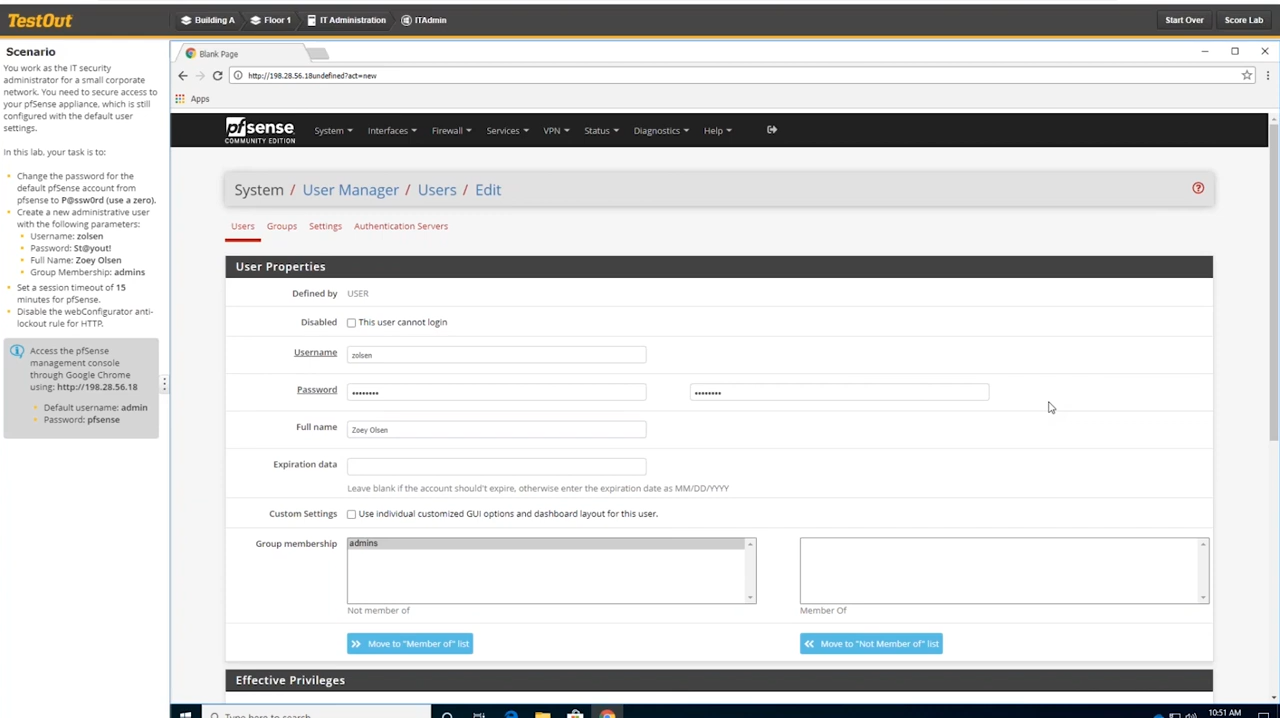 TestOut
Building A
Floor 1
IT Administration
ITAdmin
Start Over
Score Lab
Scenario
You work as the IT security
administrator for a small corporate
network. You need to secure access to
your pfSense appliance, which is still
configured with the default user
settings.
In this lab, your task is to:
Change the password for the
default pfSense account from
pfsense to P@ssw0rd (use a zero).
Create a new administrative user
with the following parameters:
Username: zolsen
Password: St@yout!
Full Name: Zoey Olsen
Group Membership: admins
Set a session timeout of 15
minutes for pfSense.
Disable the webConfigurator anti-
lockout rule for HTTP.
Access the pfSense
management console
through Google Chrome
using: http://198.28.56.18
Default username: admin
Password: pfsense
Blank Page
http://198.28.56.18undefined?act=new
Apps
pfsense
COMMUNITY EDITION
System Interfaces Firewall Services VPN Status Diagnostics Help
System / User Manager / Users / Edit
Users Groups Settings Authentication Servers
User Properties
Defined by USER
Disabled This user cannot login
Username zolsen
Password •••••••• ••••••••
Full name Zoey Olsen
Expiration data
Leave blank if the account should't expire, otherwise enter the expiration date as MM/DD/YYYY
Custom Settings Use individual customized GUI options and dashboard layout for this user.
Group membership admins
Not member of Member Of
Move to "Member of" list Move to "Not Member of" list
Effective Privileges
Type here to search
10:51 AM